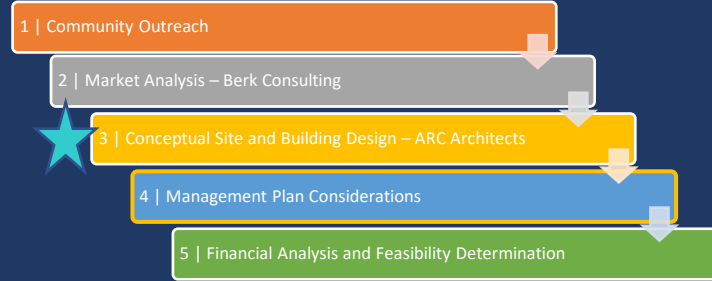 1 | Community Outreach
2 | Market Analysis – Berk Consulting
3 | Conceptual Site and Building Design – ARC Architects
4 | Management Plan Considerations
5 | Financial Analysis and Feasibility Determination